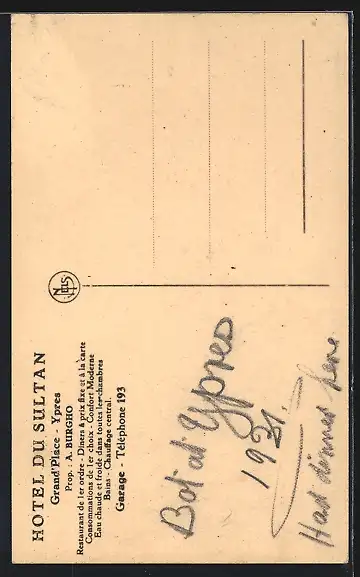 HOTEL DU SULTAN
Grand'Place - Ypres
Prop. : A. BURGHO
Restaurant de 1er ordre - Dîners à prix fixe et à la carte
Consommations de 1er choix - Confort Moderne
Eau chaude et froide dans toutes les chambres
Bains - Chauffage central.
Garage - Téléphone 193
NELS
Bot at Ypres
1921.
Had dinner here.